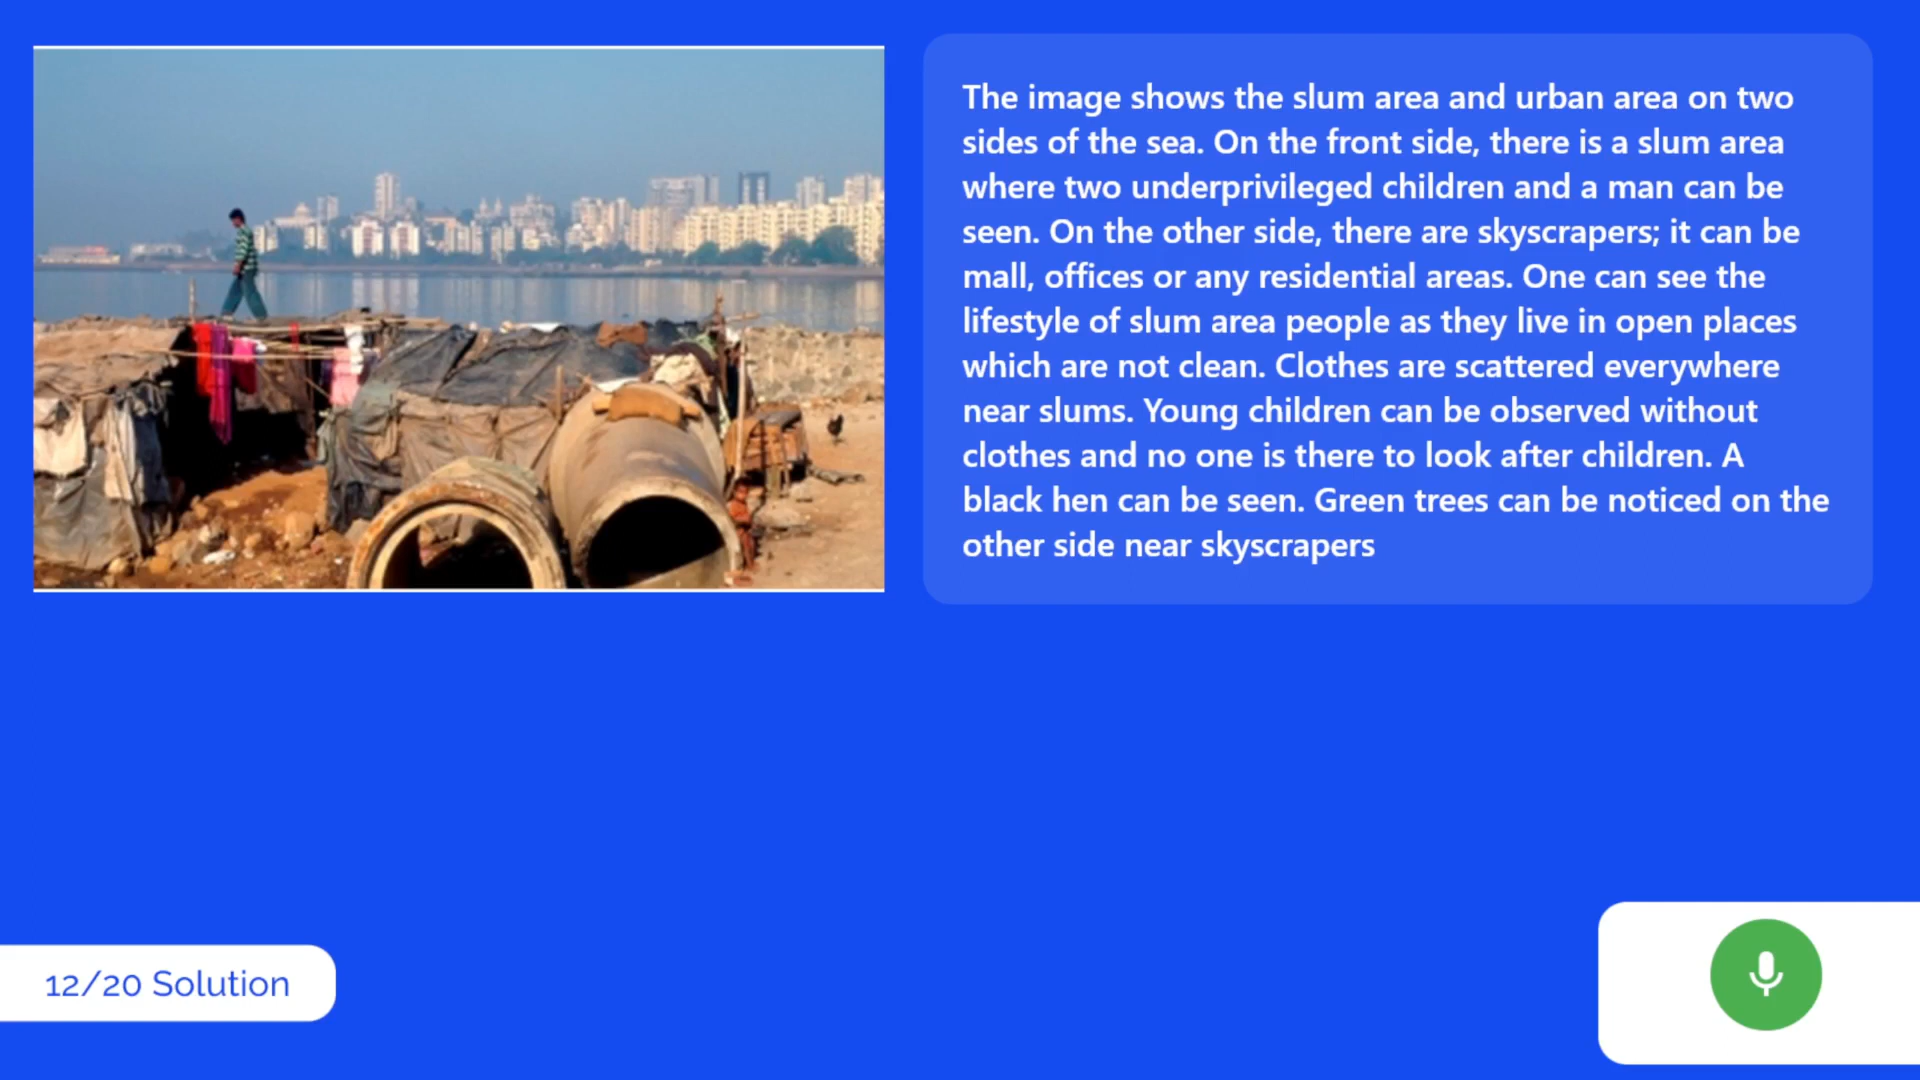 The image shows the slum area and urban area on two
sides of the sea. On the front side, there is a slum area
where two underprivileged children and a man can be
seen. On the other side, there are skyscrapers; it can be
mall, offices or any residential areas. One can see the
lifestyle of slum area people as they live in open places
which are not clean. Clothes are scattered everywhere
near slums. Young children can be observed without
clothes and no one is there to look after children. A
black hen can be seen. Green trees can be noticed on the
other side near skyscrapers
12/20 Solution